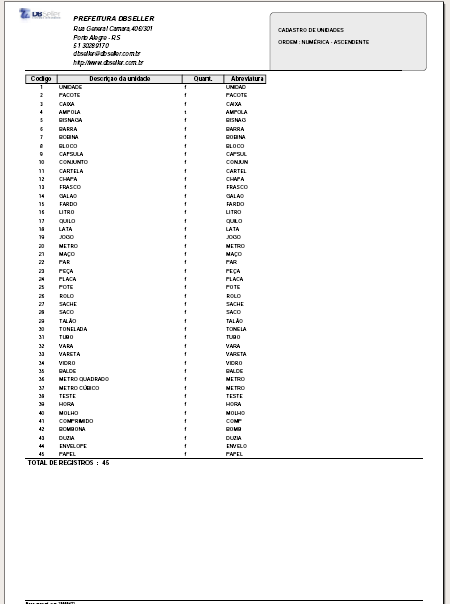 PREFEITURA DBSELLER
Rua General Camara, 406/301
Porto Alegre - RS
51 30289170
dbseller@dbseller.com.br
http://www.dbseller.com.br
CADASTRO DE UNIDADES
ORDEM : NUMÉRICA - ASCENDENTE
Codigo Descrição da unidade Quant. Abreviatura
1 UNIDADE f UNIDAD
2 PACOTE f PACOTE
3 CAIXA f CAIXA
4 AMPOLA t AMPOLA
5 BISNAGA f BISNAG
6 BARRA f BARRA
7 BOBINA f BOBINA
8 BLOCO f BLOCO
9 CAPSULA f CAPSUL
10 CONJUNTO f CONJUN
11 CARTELA f CARTEL
12 CHAPA f CHAPA
13 FRASCO f FRASCO
14 GALAO f GALAO
15 FARDO f FARDO
16 LITRO f LITRO
17 QUILO f QUILO
18 LATA f LATA
19 JOGO f JOGO
20 METRO f METRO
21 MAÇO f MAÇO
22 PAR f PAR
23 PEÇA f PEÇA
24 PLACA f PLACA
25 POTE f POTE
26 ROLO f ROLO
27 SACHE f SACHE
28 SACO f SACO
29 TALÃO f TALÃO
30 TONELADA f TONELA
31 TUBO f TUBO
32 VARA f VARA
33 VARETA f VARETA
34 VIDRO f VIDRO
35 BALDE f BALDE
36 METRO QUADRADO f METRO
37 METRO CÚBICO f METRO
38 TESTE f TESTE
39 HORA f HORA
40 MOLHO f MOLHO
41 COMPRIMIDO f COMP
42 BOMBONA f BOMB
43 DUZIA f DUZIA
44 ENVELOPE f ENVELO
45 PAPEL f PAPEL
TOTAL DE REGISTROS : 45